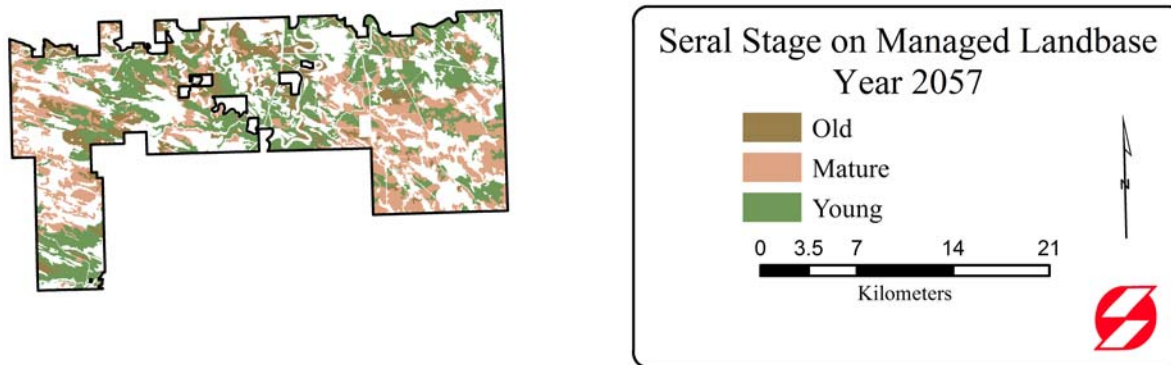 Seral Stage on Managed Landbase
Year 2057
Old
Mature
Young
0 3.5 7 14 21
Kilometers
N